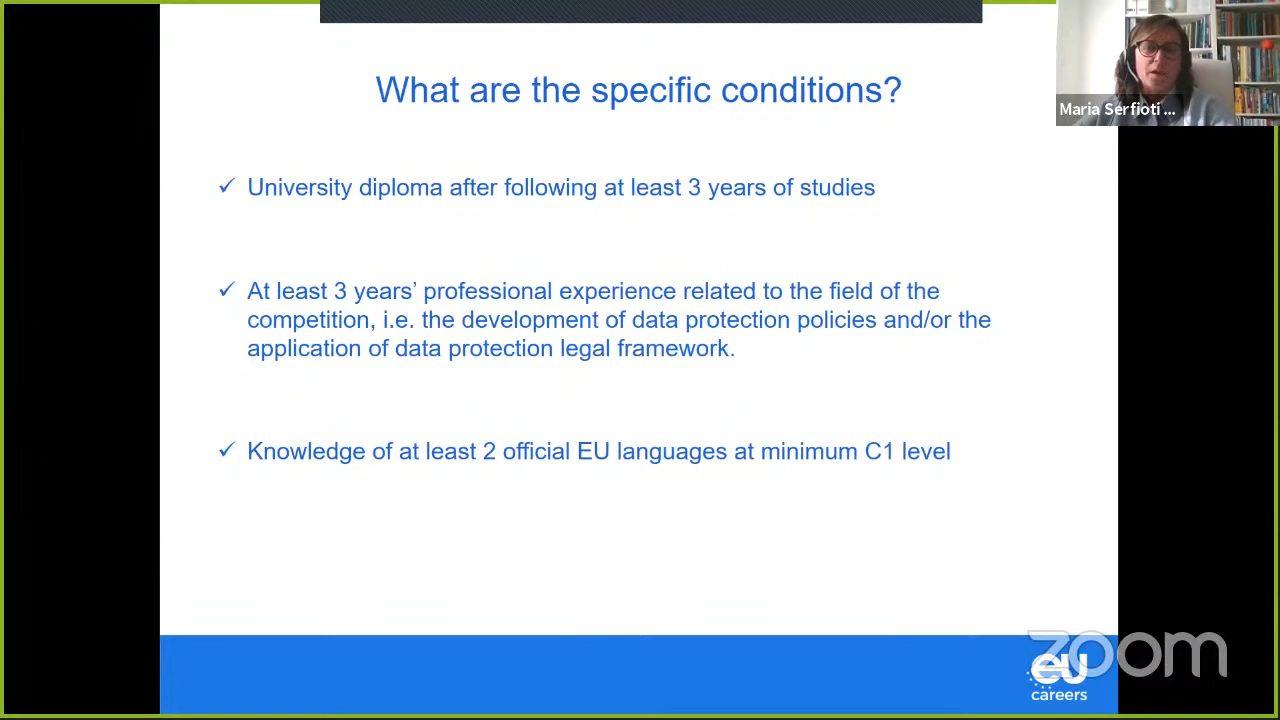 What are the specific conditions?
Maria Serfioti ...
✓ University diploma after following at least 3 years of studies
✓ At least 3 years’ professional experience related to the field of the
competition, i.e. the development of data protection policies and/or the
application of data protection legal framework.
✓ Knowledge of at least 2 official EU languages at minimum C1 level
zoom
eu
careers